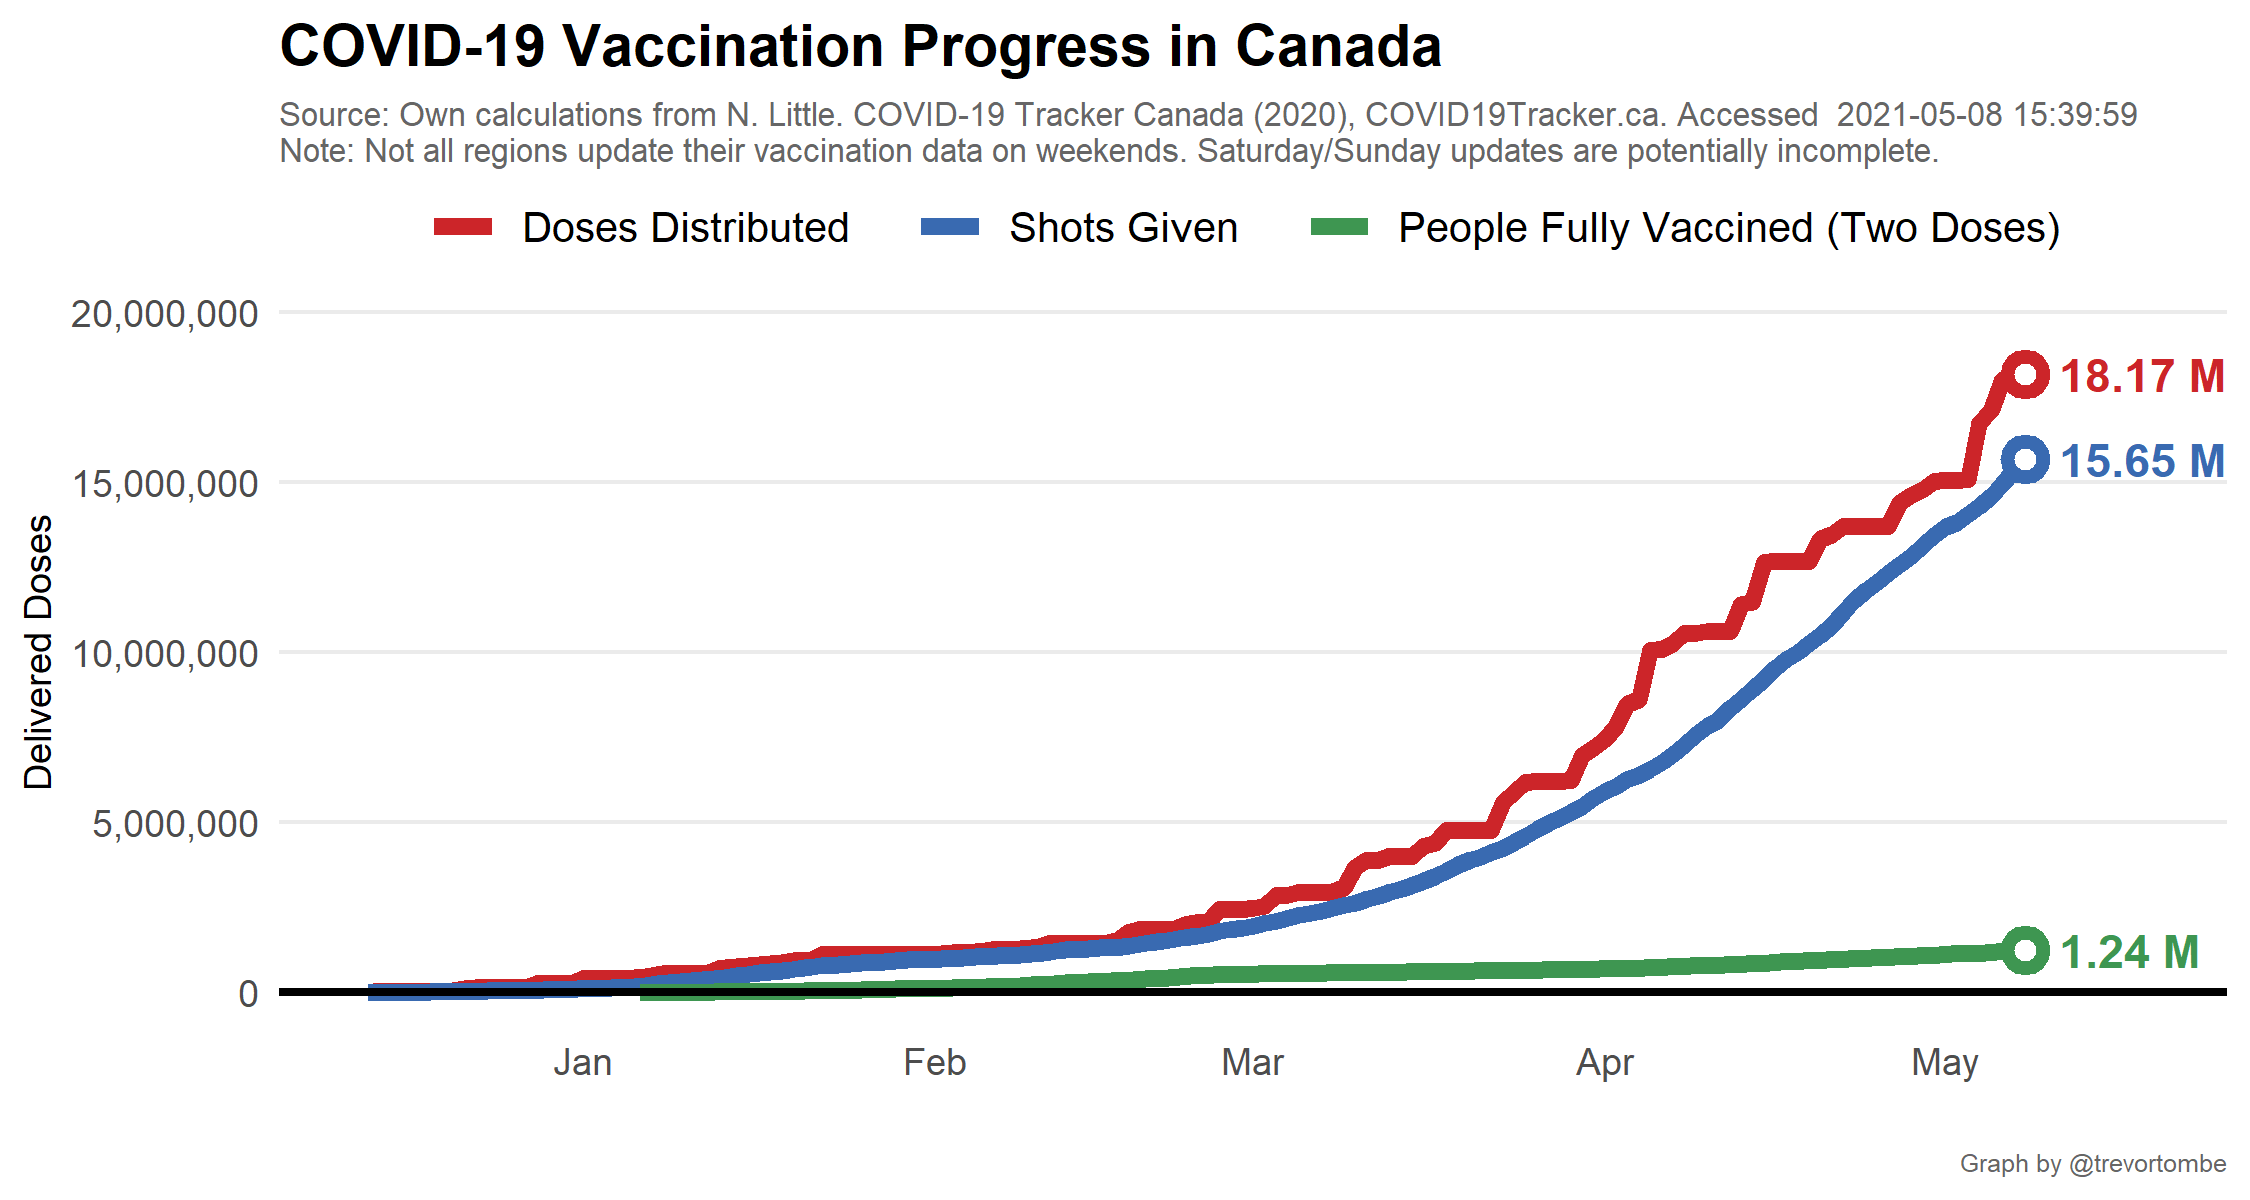 COVID-19 Vaccination Progress in Canada
Source: Own calculations from N. Little. COVID-19 Tracker Canada (2020), COVID19Tracker.ca. Accessed  2021-05-08 15:39:59
Note: Not all regions update their vaccination data on weekends. Saturday/Sunday updates are potentially incomplete.
Doses Distributed Shots Given People Fully Vaccined (Two Doses)
20,000,000
18.17 M
15.65 M
15,000,000
Delivered Doses
10,000,000
5,000,000
1.24 M
0
Jan Feb Mar Apr May
Graph by @trevortombe